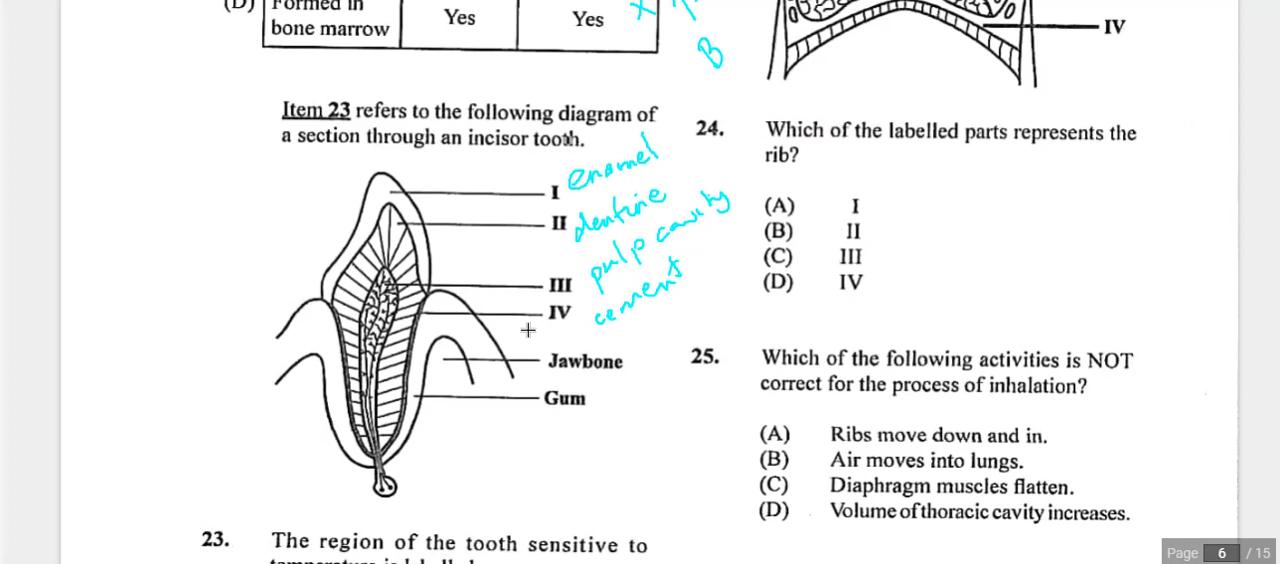 (D) Formed in
bone marrow
Yes
Yes
B
Item 23 refers to the following diagram of
a section through an incisor tooth.
I
enamel
II
dentine
III
pulp cavity
IV
cement
Jawbone
Gum
23. The region of the tooth sensitive to
IV
24. Which of the labelled parts represents the
rib?
(A) I
(B) II
(C) III
(D) IV
25. Which of the following activities is NOT
correct for the process of inhalation?
(A) Ribs move down and in.
(B) Air moves into lungs.
(C) Diaphragm muscles flatten.
(D) Volume of thoracic cavity increases.
Page 6 / 15